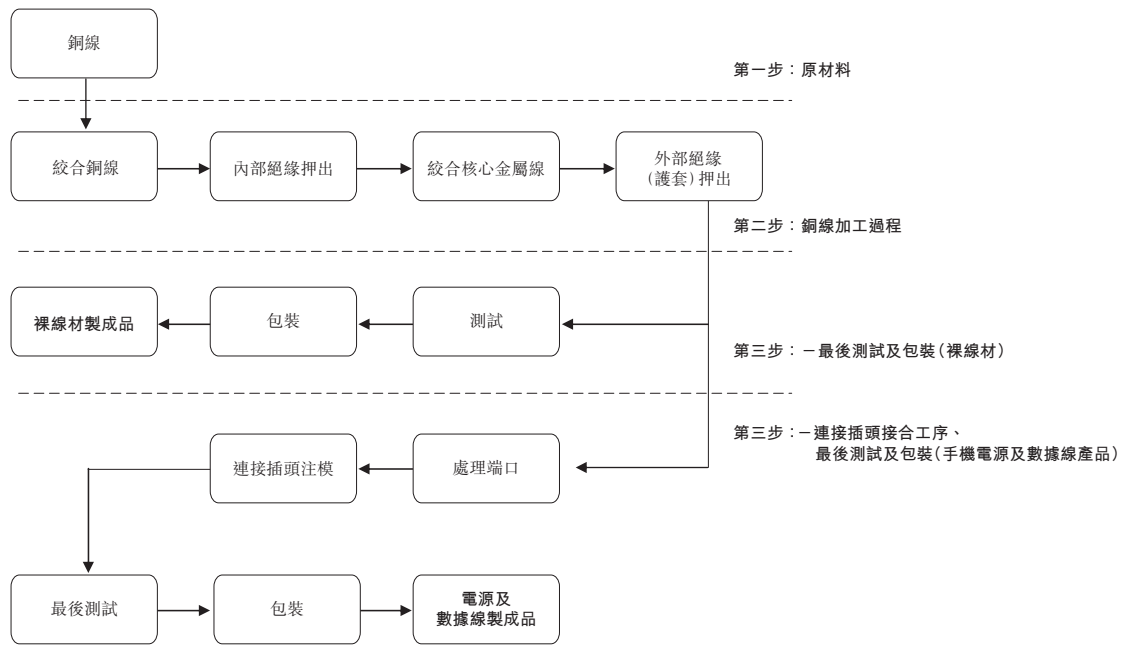 銅線
第一步：原材料
絞合銅線
內部絕緣押出
絞合核心金屬線
外部絕緣
(護套)押出
第二步：銅線加工過程
裸線材製成品
包裝
測試
第三步：－最後測試及包裝(裸線材)
第三步：－連接插頭接合工序、
最後測試及包裝(手機電源及數據線產品)
連接插頭注模
處理端口
最後測試
包裝
電源及
數據線製成品